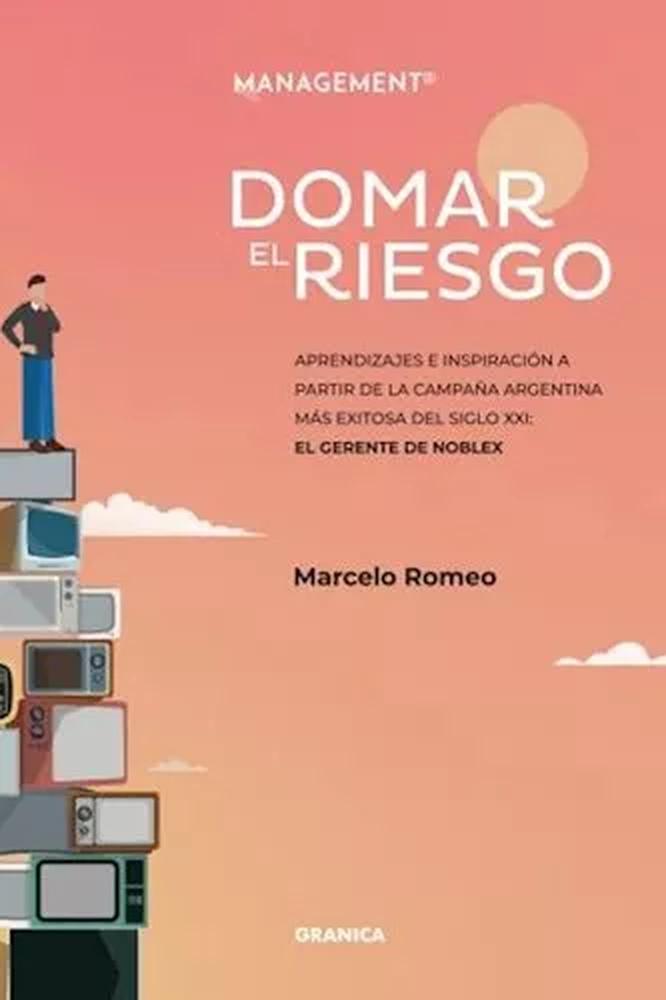 MANAGEMENT®
DOMAR
EL RIESGO
APRENDIZAJES E INSPIRACIÓN A
PARTIR DE LA CAMPAÑA ARGENTINA
MÁS EXITOSA DEL SIGLO XXI:
EL GERENTE DE NOBLEX
Marcelo Romeo
GRANICA